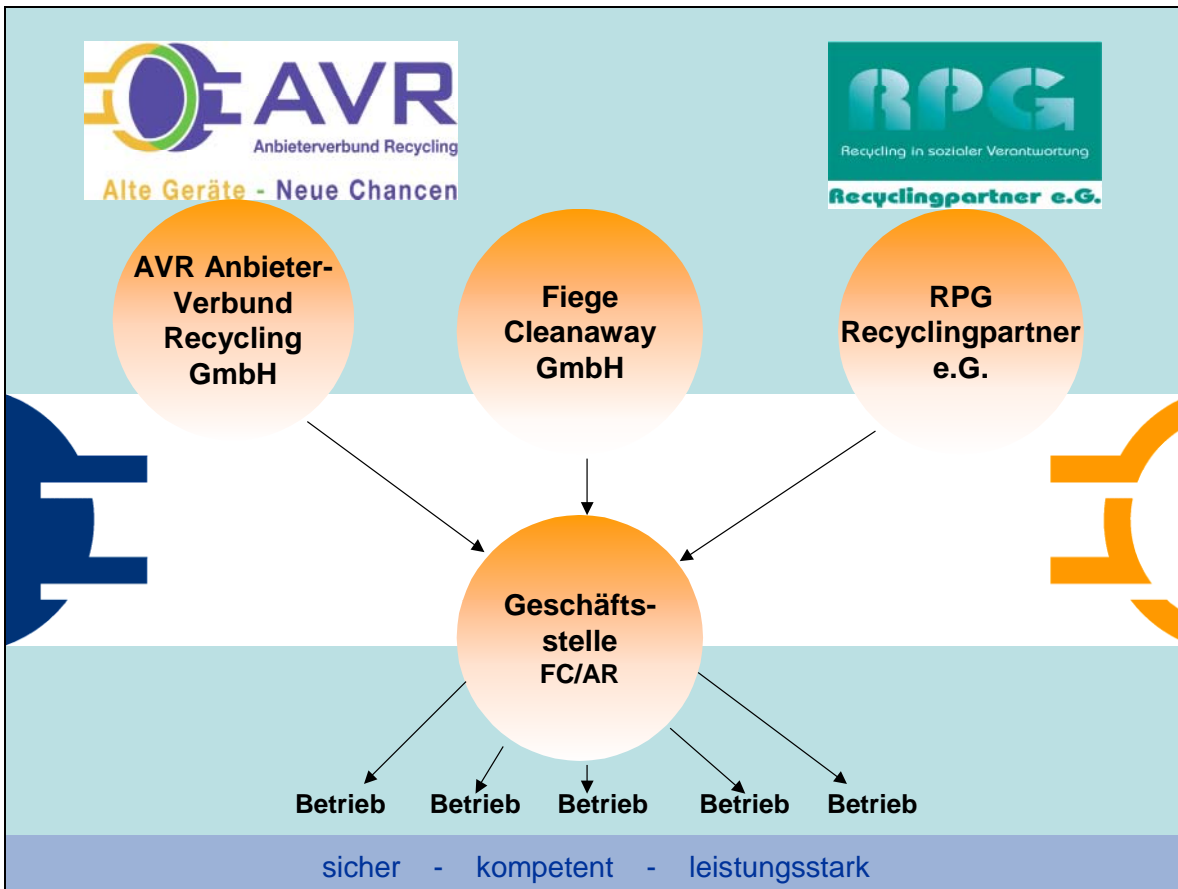 AVR
Anbieterverbund Recycling
Alte Geräte - Neue Chancen
RPG
Recycling in sozialer Verantwortung
Recyclingpartner e.G.
AVR Anbieter-
Verbund
Recycling
GmbH
Fiege
Cleanaway
GmbH
RPG
Recyclingpartner
e.G.
Geschäfts-
stelle
FC/AR
Betrieb Betrieb Betrieb Betrieb Betrieb
sicher - kompetent - leistungsstark